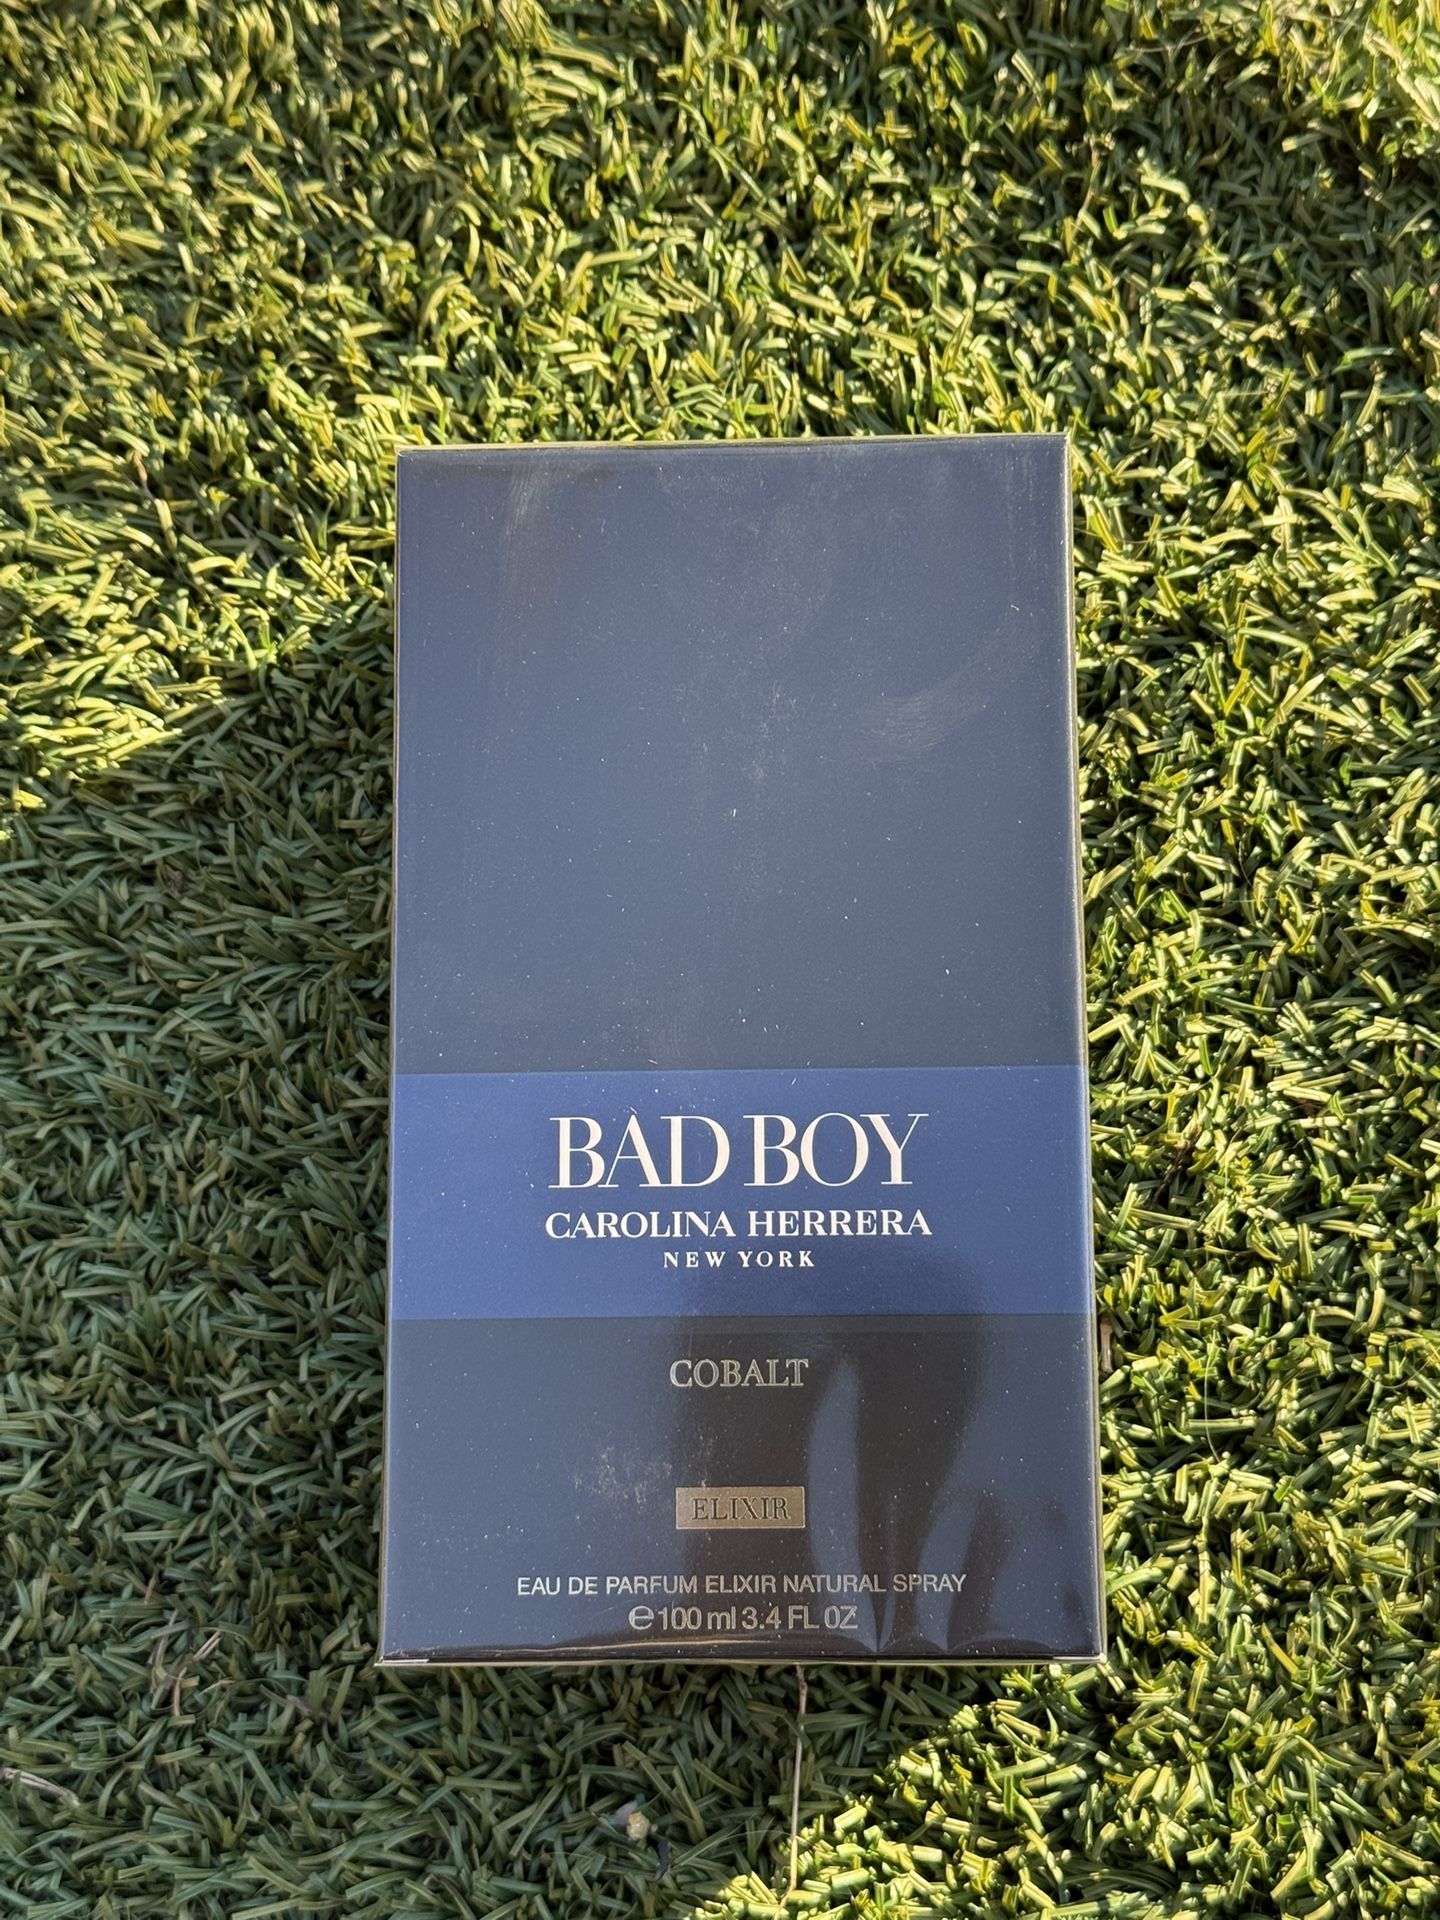 BAD BOY
CAROLINA HERRERA
NEW YORK
COBALT
ELIXIR
EAU DE PARFUM ELIXIR NATURAL SPRAY
℮100 ml 3.4 FL OZ